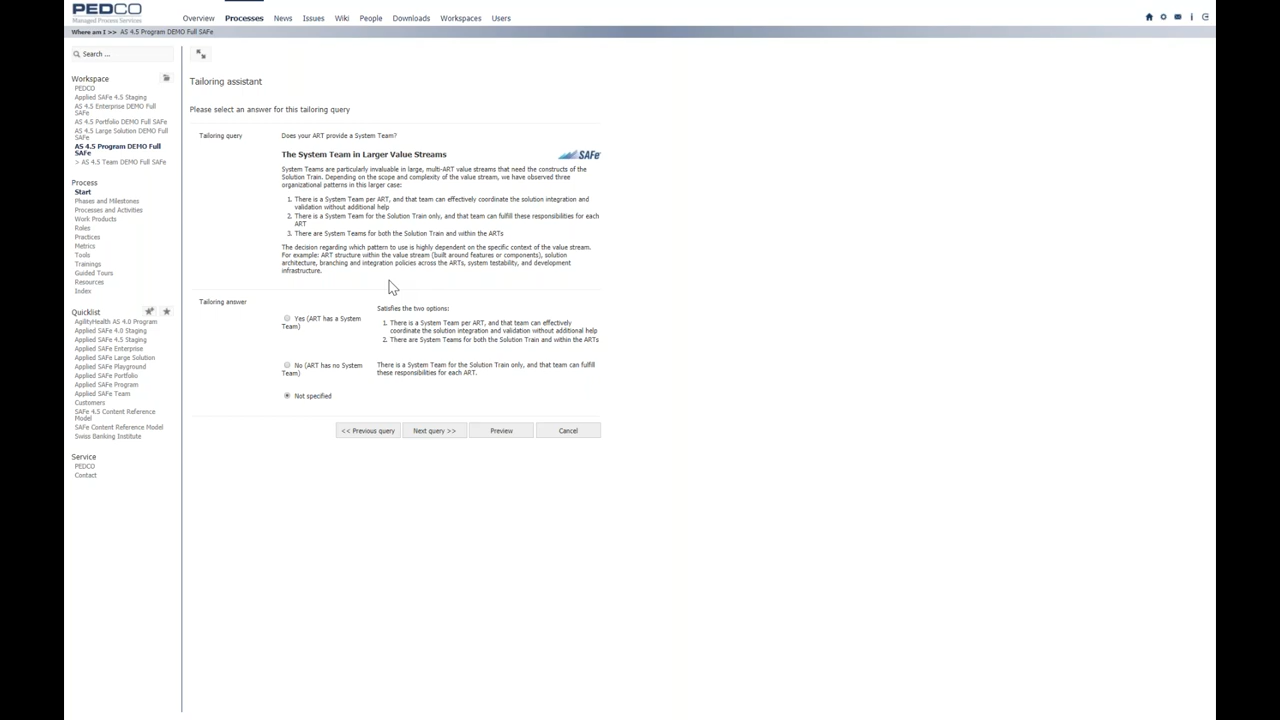 PEDCO
Managed Process Services
Overview Processes News Issues Wiki People Downloads Workspaces Users
Where am I >> AS 4.5 Program DEMO Full SAFe
Search ...
Workspace
PEDCO
Applied SAFe 4.5 Staging
AS 4.5 Enterprise DEMO Full
SAFe
AS 4.5 Portfolio DEMO Full SAFe
AS 4.5 Large Solution DEMO Full
SAFe
AS 4.5 Program DEMO Full
SAFe
> AS 4.5 Team DEMO Full SAFe
Process
Start
Phases and Milestones
Processes and Activities
Work Products
Roles
Practices
Metrics
Tools
Trainings
Guided Tours
Resources
Index
Quicklist
AgilityHealth AS 4.0 Program
Applied SAFe 4.0 Staging
Applied SAFe 4.5 Staging
Applied SAFe Enterprise
Applied SAFe Large Solution
Applied SAFe Playground
Applied SAFe Portfolio
Applied SAFe Program
Applied SAFe Team
Customers
SAFe 4.5 Content Reference
Model
SAFe Content Reference Model
Swiss Banking Institute
Service
PEDCO
Contact
Tailoring assistant
Please select an answer for this tailoring query
Tailoring query
Does your ART provide a System Team?
The System Team in Larger Value Streams
SAFe
System Teams are particularly invaluable in large, multi-ART value streams that need the constructs of the
Solution Train. Depending on the scope and complexity of the value stream, we have observed three
organizational patterns in this larger case:
1. There is a System Team per ART, and that team can effectively coordinate the solution integration and
validation without additional help
2. There is a System Team for the Solution Train only, and that team can fulfill these responsibilities for each
ART
3. There are System Teams for both the Solution Train and within the ARTs
The decision regarding which pattern to use is highly dependent on the specific context of the value stream.
For example: ART structure within the value stream (built around features or components), solution
architecture, branching and integration policies across the ARTs, system testability, and development
infrastructure.
Tailoring answer
Yes (ART has a System
Team)
Satisfies the two options:
1. There is a System Team per ART, and that team can effectively
coordinate the solution integration and validation without additional help
2. There are System Teams for both the Solution Train and within the ARTs
No (ART has no System
Team)
There is a System Team for the Solution Train only, and that team can fulfill
these responsibilities for each ART.
Not specified
<< Previous query
Next query >>
Preview
Cancel